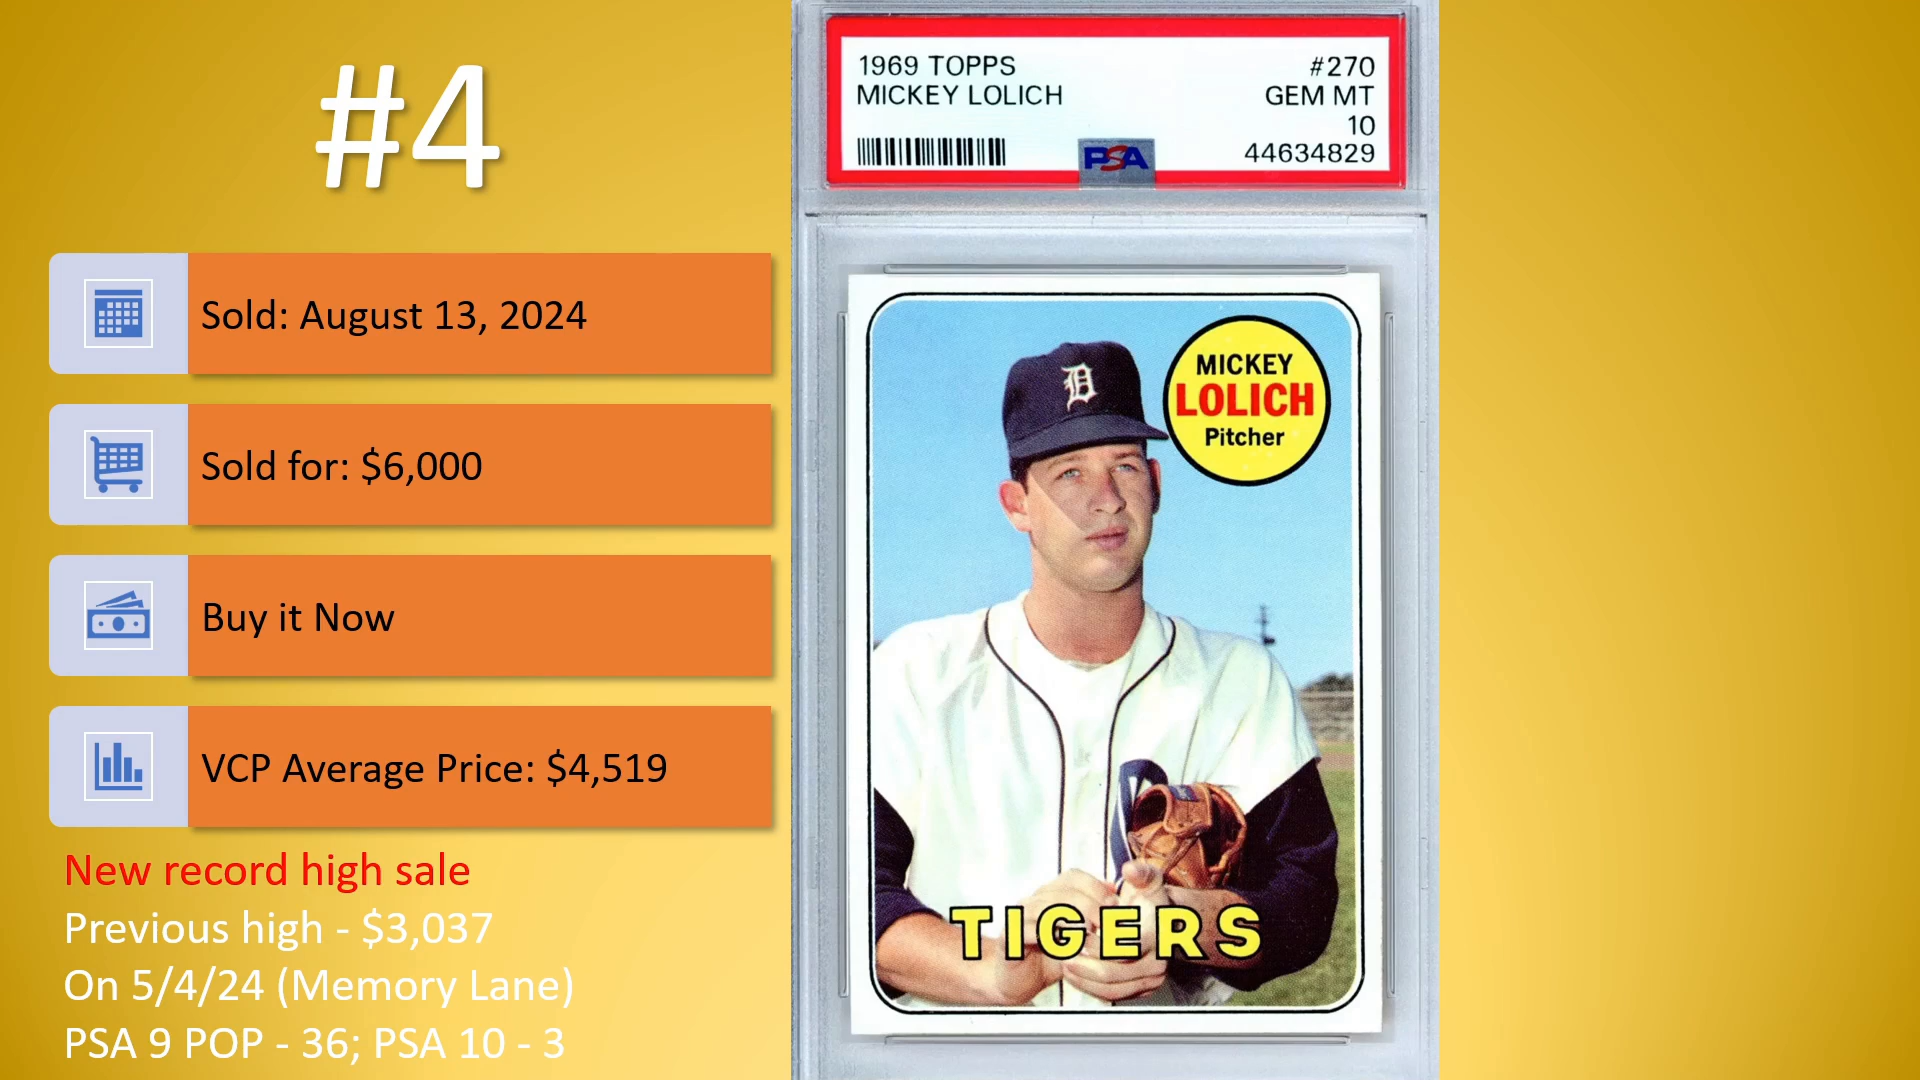 #4
Sold: August 13, 2024
Sold for: $6,000
Buy it Now
VCP Average Price: $4,519
New record high sale
Previous high - $3,037
On 5/4/24 (Memory Lane)
PSA 9 POP - 36; PSA 10 - 3
1969 TOPPS #270
MICKEY LOLICH GEM MT
10
PSA 44634829
D
MICKEY
LOLICH
Pitcher
TIGERS